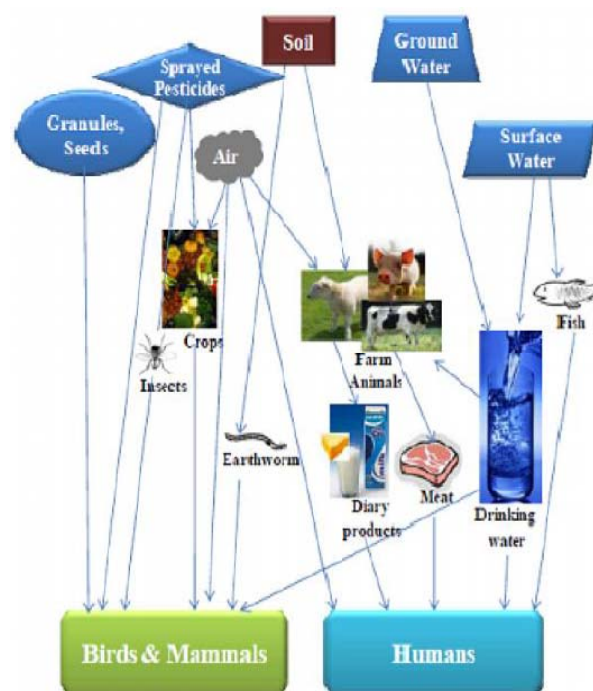 Soil
Ground
Water
Sprayed
Pesticides
Granules,
Seeds
Air
Surface
Water
Fish
Crops
Insects
Farm
Animals
Earthworm
Meat
Diary
products
Drinking
water
Birds & Mammals
Humans